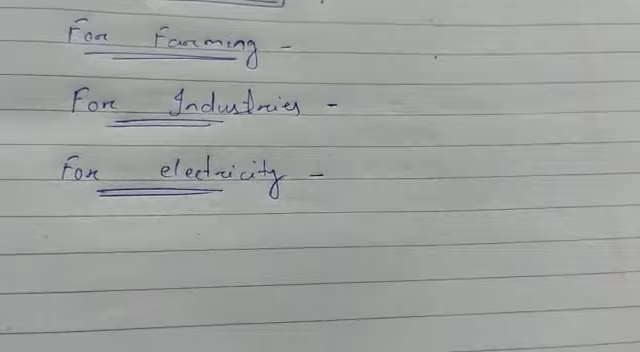 For Farming -
For Industries -
For electricity -